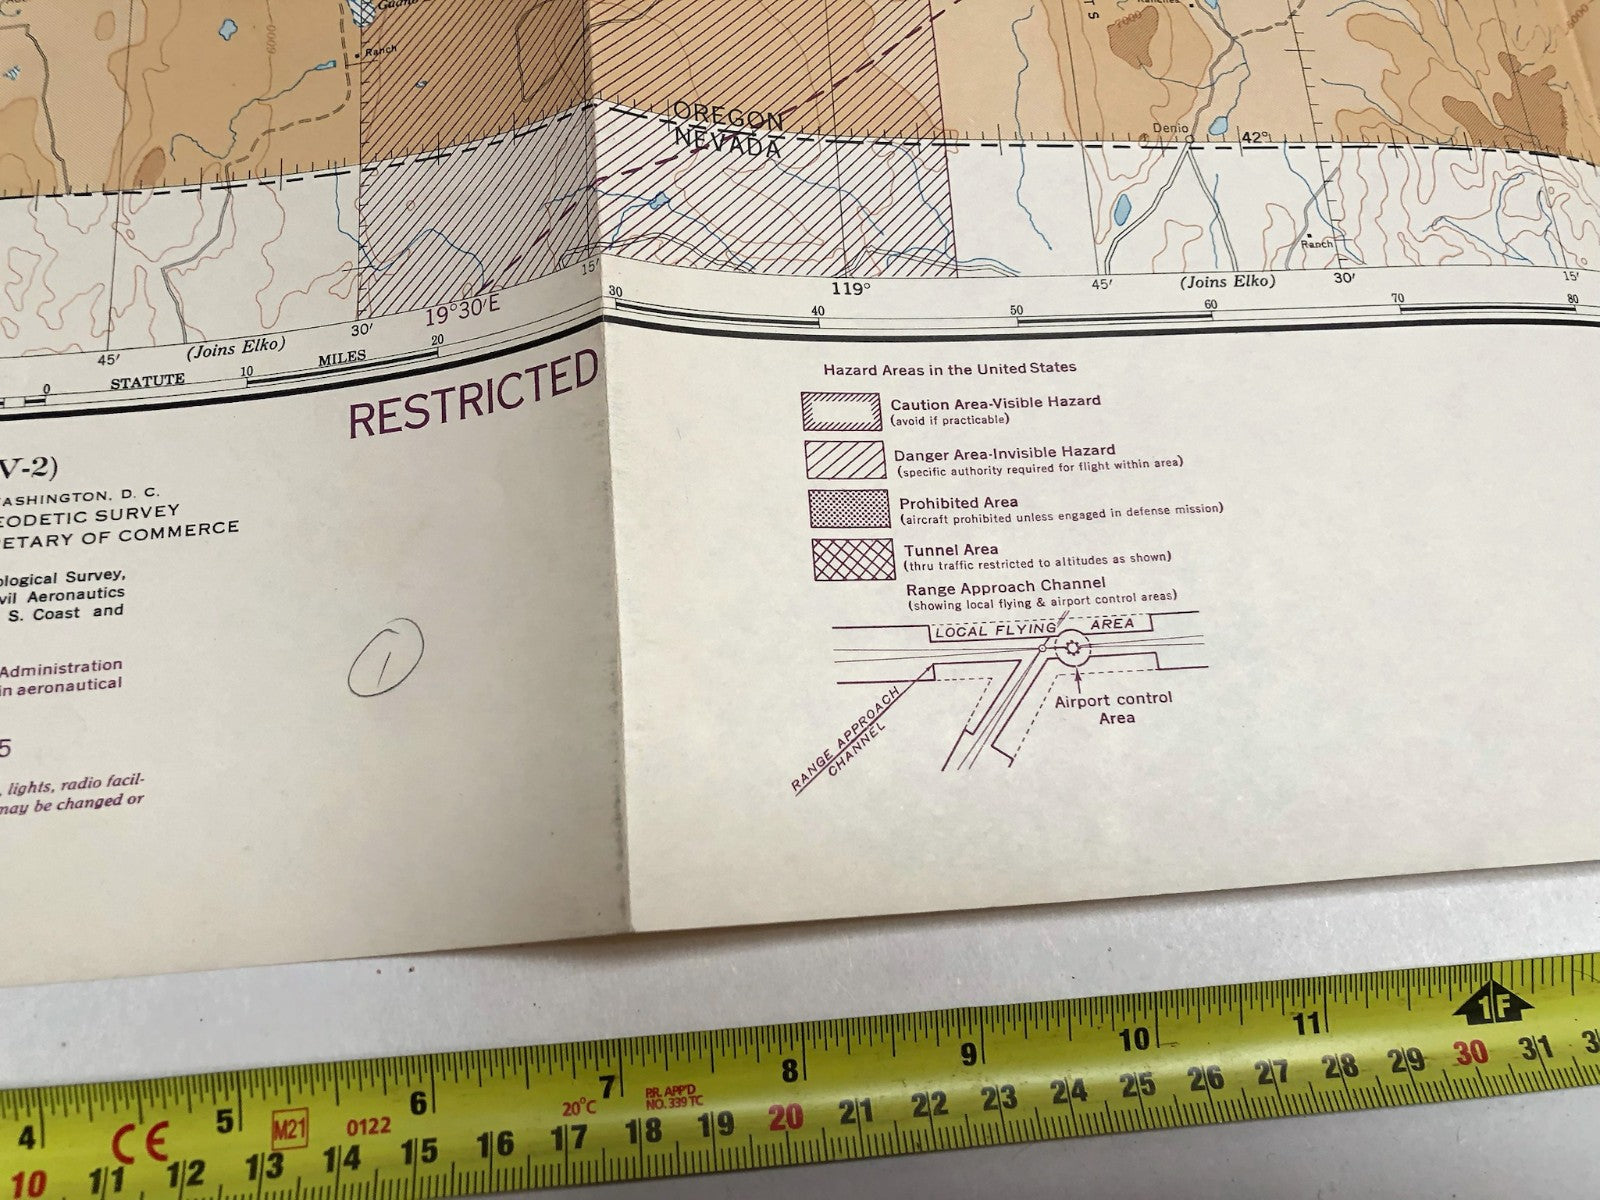 Ranch
6000
7000
6000
OREGON
NEVADA
Denio
42°
Ranch
15'
119°
45'
(Joins Elko)
30'
15'
19°30'E
30'
(Joins Elko)
45'
30
40
50
60
70
80
0
STATUTE
10
MILES
20
RESTRICTED
V-2)
WASHINGTON, D. C.
EODETIC SURVEY
ETARY OF COMMERCE
ological Survey,
vil Aeronautics
S. Coast and
Administration
in aeronautical
5
, lights, radio facil-
may be changed or
1
Hazard Areas in the United States
Caution Area-Visible Hazard
(avoid if practicable)
Danger Area-Invisible Hazard
(specific authority required for flight within area)
Prohibited Area
(aircraft prohibited unless engaged in defense mission)
Tunnel Area
(thru traffic restricted to altitudes as shown)
Range Approach Channel
(showing local flying & airport control areas)
LOCAL FLYING AREA
RANGE APPROACH
CHANNEL
Airport control
Area
4 5 6 7 8 9 10 11 1F
CE M21 0122 20°C
PR. APP'D
NO. 339 TC
10 11 12 13 14 15 16 17 18 19 20 21 22 23 24 25 26 27 28 29 30 31